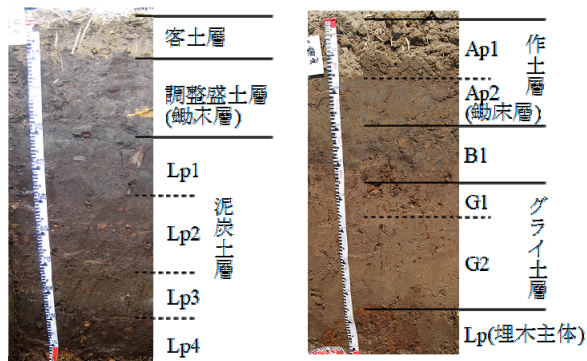 客土層
調整盛土層
(鋤床層)
Lp1
Lp2
Lp3
Lp4
泥炭土層
Ap1
Ap2
(鋤床層)
作土層
B1
G1
G2
グライ土層
Lp(埋木主体)